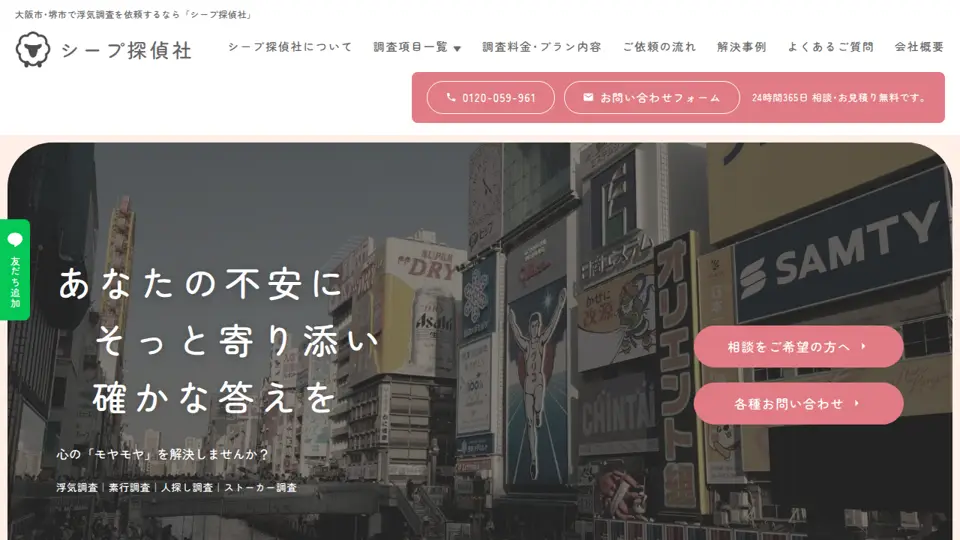 大阪市･堺市で浮気調査を依頼するなら「シープ探偵社」
シープ探偵社
シープ探偵社について
調査項目一覧
調査料金･プラン内容
ご依頼の流れ
解決事例
よくあるご質問
会社概要
0120-059-961
お問い合わせフォーム
24時間365日 相談･お見積り無料です。
友だち追加
あなたの不安に
そっと寄り添い
確かな答えを
心の「モヤモヤ」を解決しませんか？
浮気調査｜素行調査｜人探し調査｜ストーカー調査
相談をご希望の方へ
各種お問い合わせ
SUPER
"DRY"
Asahi
オリエント組
SAMTY
CHINTAI